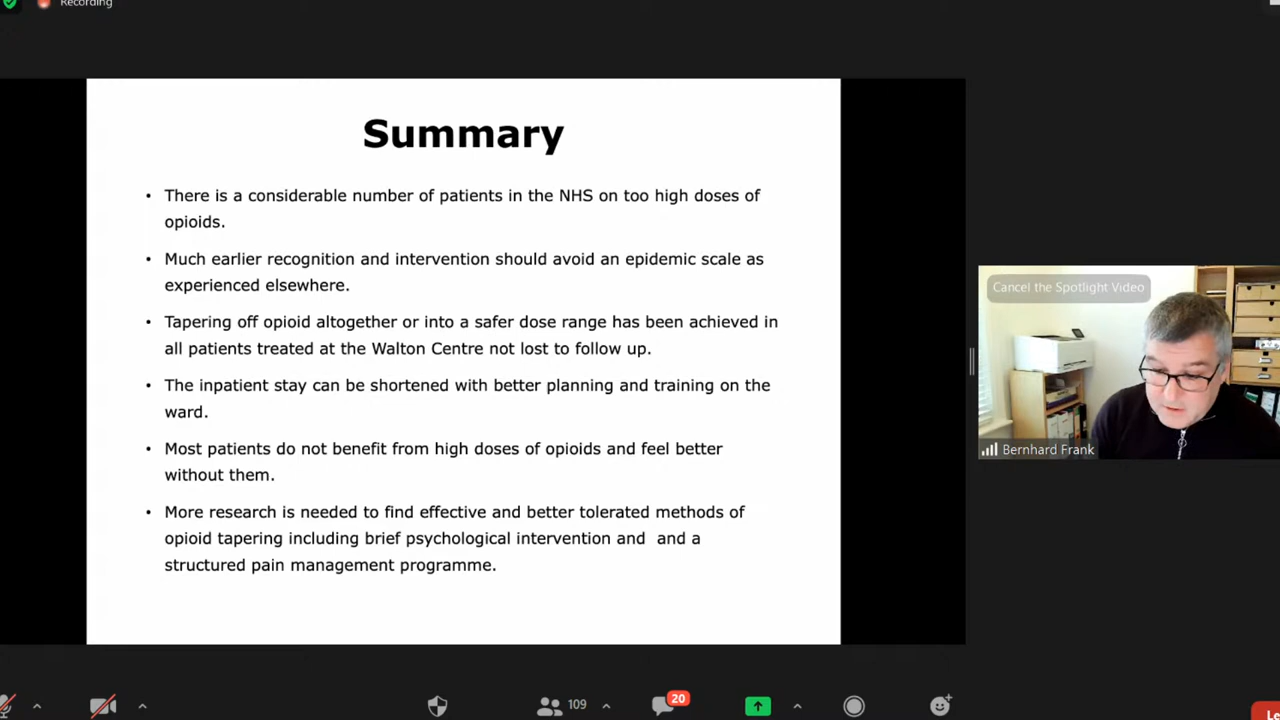 Recording
Summary
• There is a considerable number of patients in the NHS on too high doses of
opioids.
• Much earlier recognition and intervention should avoid an epidemic scale as
experienced elsewhere.
• Tapering off opioid altogether or into a safer dose range has been achieved in
all patients treated at the Walton Centre not lost to follow up.
• The inpatient stay can be shortened with better planning and training on the
ward.
• Most patients do not benefit from high doses of opioids and feel better
without them.
• More research is needed to find effective and better tolerated methods of
opioid tapering including brief psychological intervention and  and a
structured pain management programme.
Cancel the Spotlight Video
Bernhard Frank
109
20